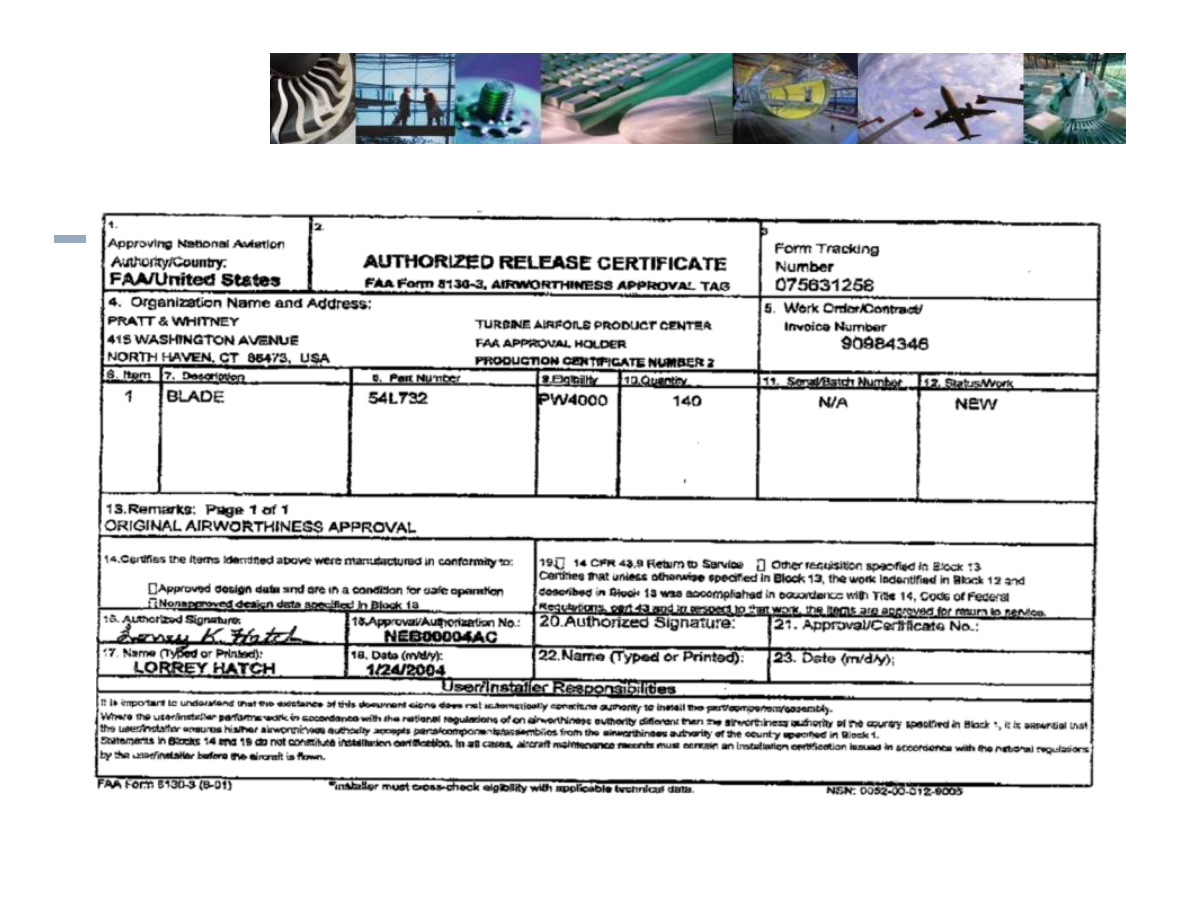 1.
Approving National Aviation
Authority/Country:
FAA/United States
2.
AUTHORIZED RELEASE CERTIFICATE
FAA Form 8130-3, AIRWORTHINESS APPROVAL TAG
3
Form Tracking
Number
075631258
4. Organization Name and Address:
PRATT & WHITNEY
415 WASHINGTON AVENUE
NORTH HAVEN, CT 86473, USA
TURBINE AIRFOILS PRODUCT CENTER
FAA APPROVAL HOLDER
PRODUCTION CERTIFICATE NUMBER 2
5. Work Order/Contract/
Invoice Number
90984346
6. Item 7. Description 8. Part Number 9.Eligibility 10.Quantity 11. Serial/Batch Number 12. Status/Work
1 BLADE 54L732 PW4000 140 N/A NEW
13.Remarks: Page 1 of 1
ORIGINAL AIRWORTHINESS APPROVAL
14.Certifies the items identified above were manufactured in conformity to:
Approved design data and are in a condition for safe operation
Nonapproved design data specified in Block 13
19. 14 CFR 43.9 Return to Service Other requisition specified in Block 13
Certifies that unless otherwise specified in Block 13, the work indentified in Block 12 and
described in Block 13 was accomplished in accordance with Title 14, Code of Federal
Regulations, part 43 and in respect to that work, the items are approved for return to service.
15. Authorized Signature:
Lorrey K. Hatch
16.Approval/Authorization No.:
NEB00004AC
20.Authorized Signature:
21. Approval/Certificate No.:
17. Name (Typed or Printed):
LORREY HATCH
18. Date (m/d/y):
1/24/2004
22.Name (Typed or Printed):
23. Date (m/d/y):
User/Installer Responsibilities
It is important to understand that the existence of this document alone does not automatically constitute authority to install the part/component/assembly.
Where the user/installer performs work in accordance with the national regulations of an airworthiness authority different than the airworthiness authority of the country specified in Block 1, it is essential that
the user/installer ensures his/her airworthiness authority accepts parts/components/assemblies from the airworthiness authority of the country specified in Block 1.
Statements in Blocks 14 and 19 do not constitute installation certification. In all cases, aircraft maintenance records must contain an installation certification issued in accordance with the national regulations
by the user/installer before the aircraft is flown.
FAA Form 8130-3 (6-01)
*Installer must cross-check eligibility with applicable technical data.
NSN: 0052-00-012-9005